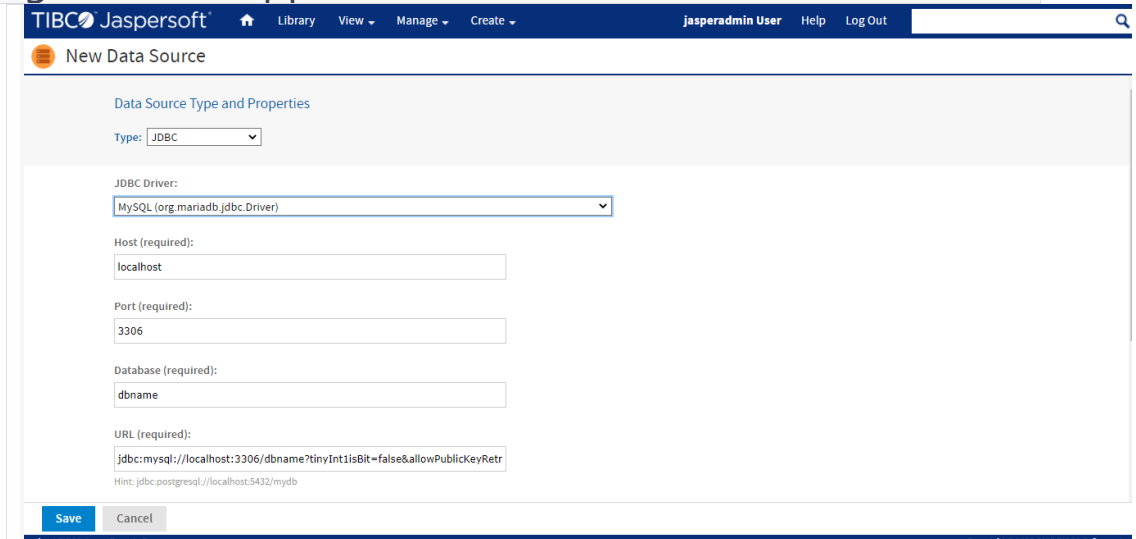 TIBCO Jaspersoft® Library View Manage Create jasperadmin User Help Log Out
New Data Source
Data Source Type and Properties
Type: JDBC
JDBC Driver:
MySQL (org.mariadb.jdbc.Driver)
Host (required):
localhost
Port (required):
3306
Database (required):
dbname
URL (required):
jdbc:mysql://localhost:3306/dbname?tinyInt1isBit=false&allowPublicKeyRetr
Hint: jdbc:postgresql://localhost:5432/mydb
Save Cancel